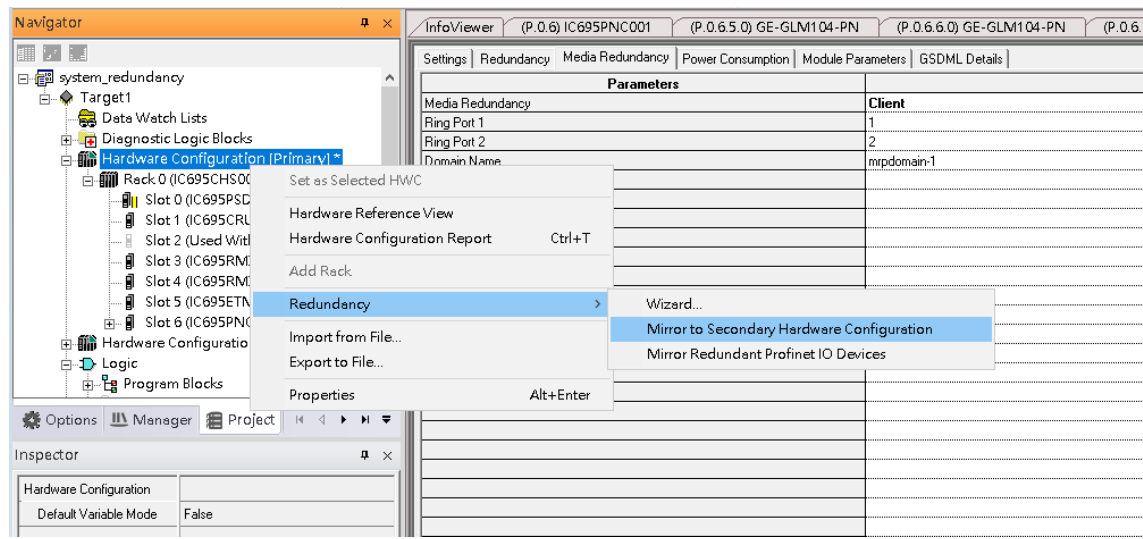 Navigator
system_redundancy
Target1
Data Watch Lists
Diagnostic Logic Blocks
Hardware Configuration [Primary] *
Rack 0 (IC695CHS00
Slot 0 (IC695PSD
Slot 1 (IC695CRU
Slot 2 (Used With
Slot 3 (IC695RM
Slot 4 (IC695RM
Slot 5 (IC695ETM
Slot 6 (IC695PNC
Hardware Configuratio
Logic
Program Blocks
Options Manager Project
Inspector
Hardware Configuration
Default Variable Mode False
Set as Selected HWC
Hardware Reference View
Hardware Configuration Report Ctrl+T
Add Rack
Redundancy
Import from File...
Export to File...
Properties Alt+Enter
Wizard...
Mirror to Secondary Hardware Configuration
Mirror Redundant Profinet IO Devices
InfoViewer (P.0.6) IC695PNC001 (P.0.6.5.0) GE-GLM104-PN (P.0.6.6.0) GE-GLM104-PN (P.0.6.
Settings Redundancy Media Redundancy Power Consumption Module Parameters GSDML Details
Parameters
Media Redundancy Client
Ring Port 1 1
Ring Port 2 2
Domain Name mrpdomain-1